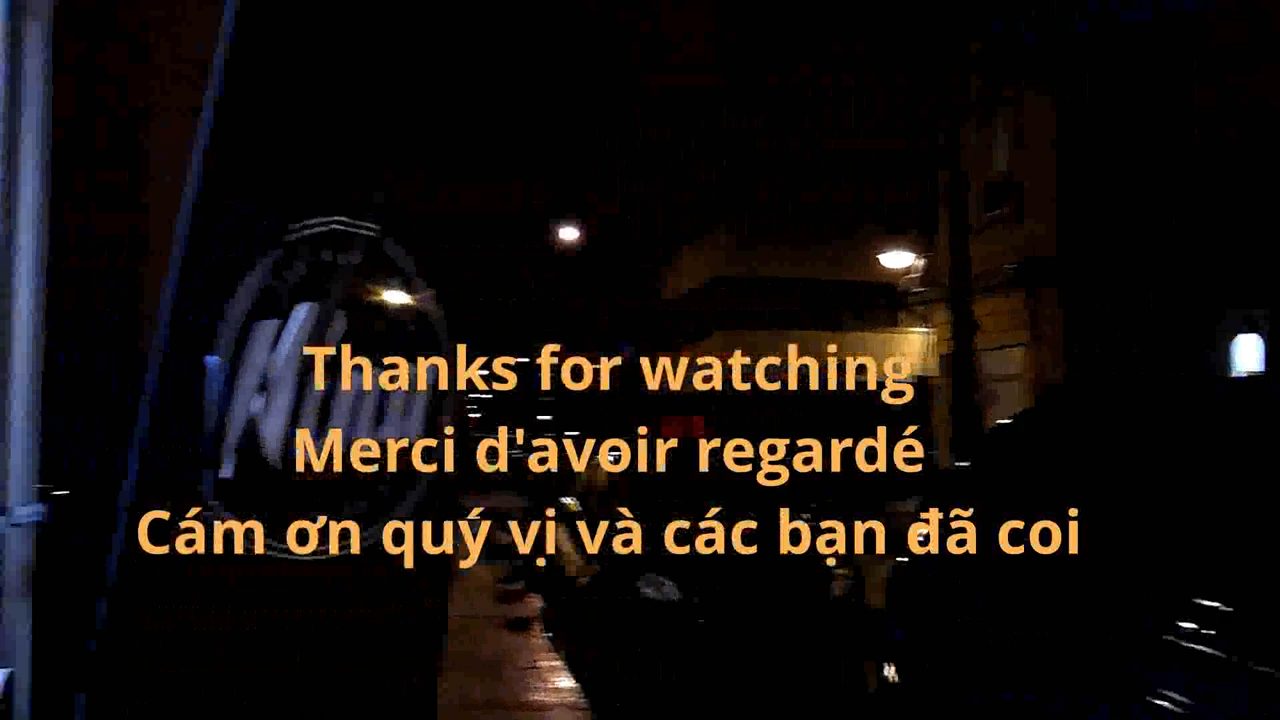 Thanks for watching
Merci d'avoir regardé
Cám ơn quý vị và các bạn đã coi